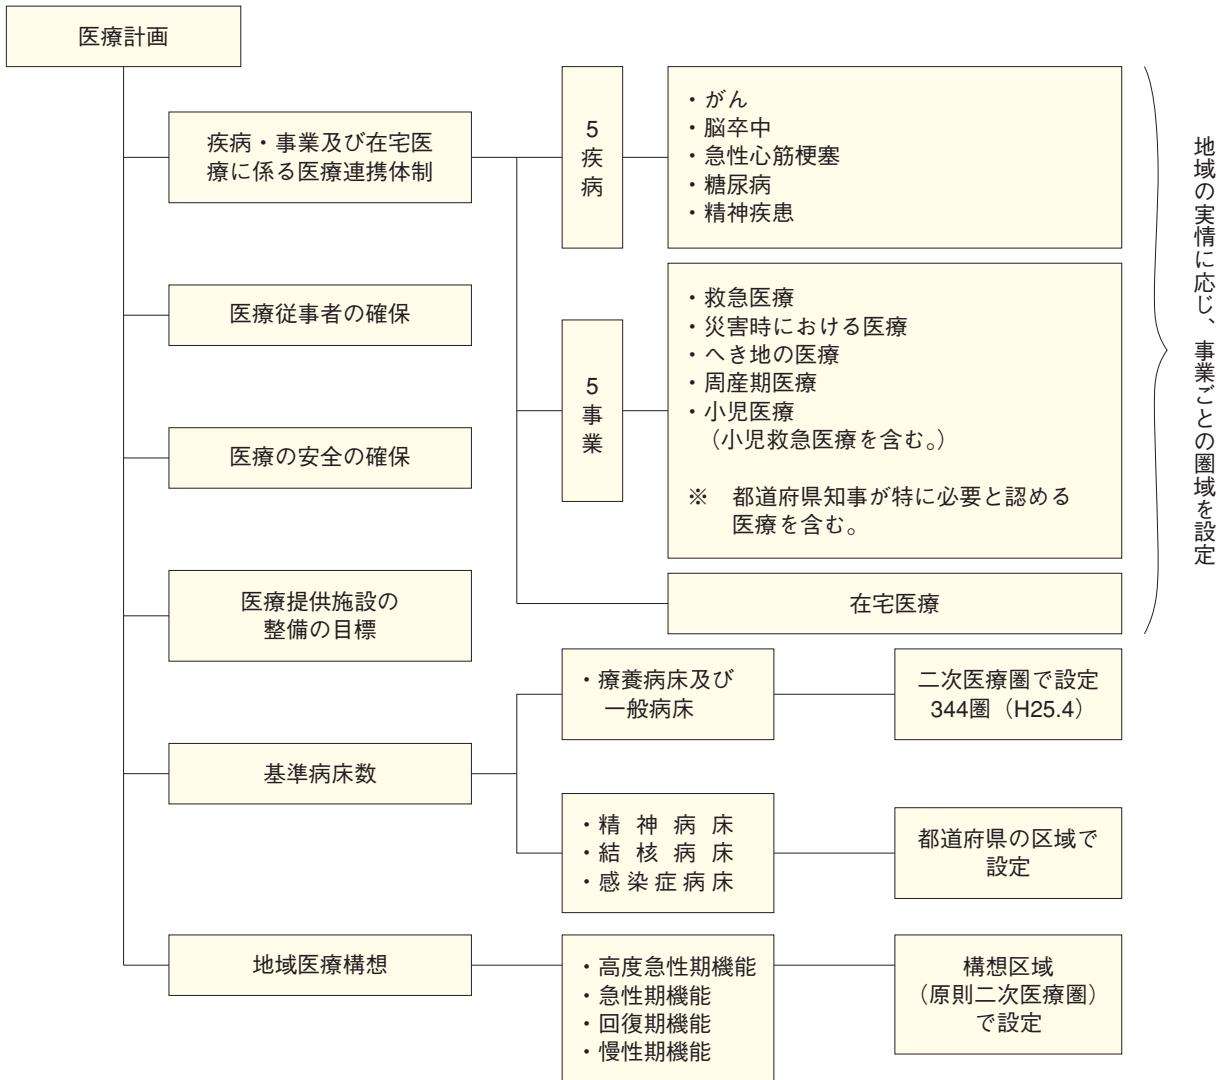 医療計画
疾病・事業及び在宅医
療に係る医療連携体制
5
疾
病
・がん
・脳卒中
・急性心筋梗塞
・糖尿病
・精神疾患
5
事
業
・救急医療
・災害時における医療
・へき地の医療
・周産期医療
・小児医療
（小児救急医療を含む。）
※　都道府県知事が特に必要と認める
医療を含む。
在宅医療
地域の実情に応じ、事業ごとの圏域を設定
医療従事者の確保
医療の安全の確保
医療提供施設の
整備の目標
基準病床数
・療養病床及び
一般病床
二次医療圏で設定
344圏（H25.4）
・精神病床
・結核病床
・感染症病床
都道府県の区域で
設定
地域医療構想
・高度急性期機能
・急性期機能
・回復期機能
・慢性期機能
構想区域
（原則二次医療圏）
で設定